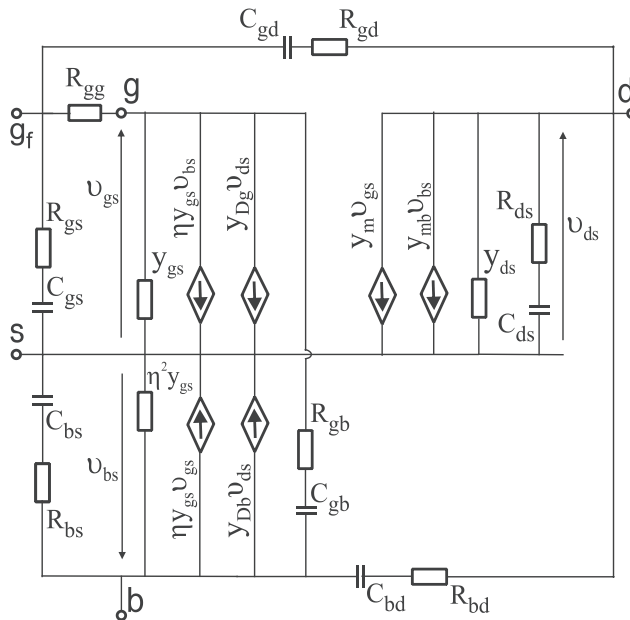 C_gd R_gd
R_gg g d
g_f
υ_gs
ηy_gs υ_bs
y_Dg υ_ds
y_m υ_gs
y_mb υ_bs
R_gs
R_ds
υ_ds
y_gs
y_ds
C_gs
C_ds
s
η²y_gs
C_bs
R_gb
υ_bs
ηy_gs υ_gs
y_Db υ_ds
C_gb
R_bs
b
C_bd R_bd